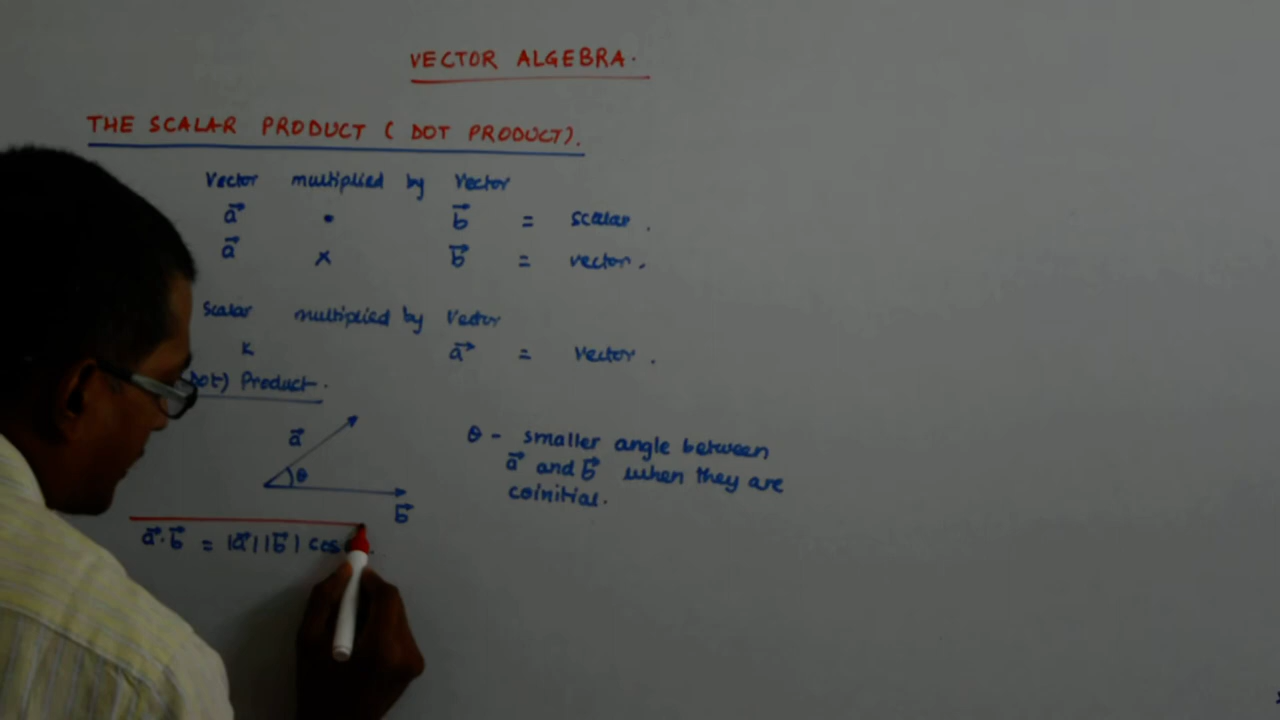 VECTOR ALGEBRA.
THE SCALAR PRODUCT ( DOT PRODUCT).
Vector multiplied by Vector
a⃗ • b⃗ = scalar.
a⃗ × b⃗ = vector.
Scalar multiplied by Vector
K a⃗ = Vector.
Dot) Product.
a⃗
θ
b⃗
θ - smaller angle between
a⃗ and b⃗ when they are
coinitial.
a⃗·b⃗ = |a⃗||b⃗| cos